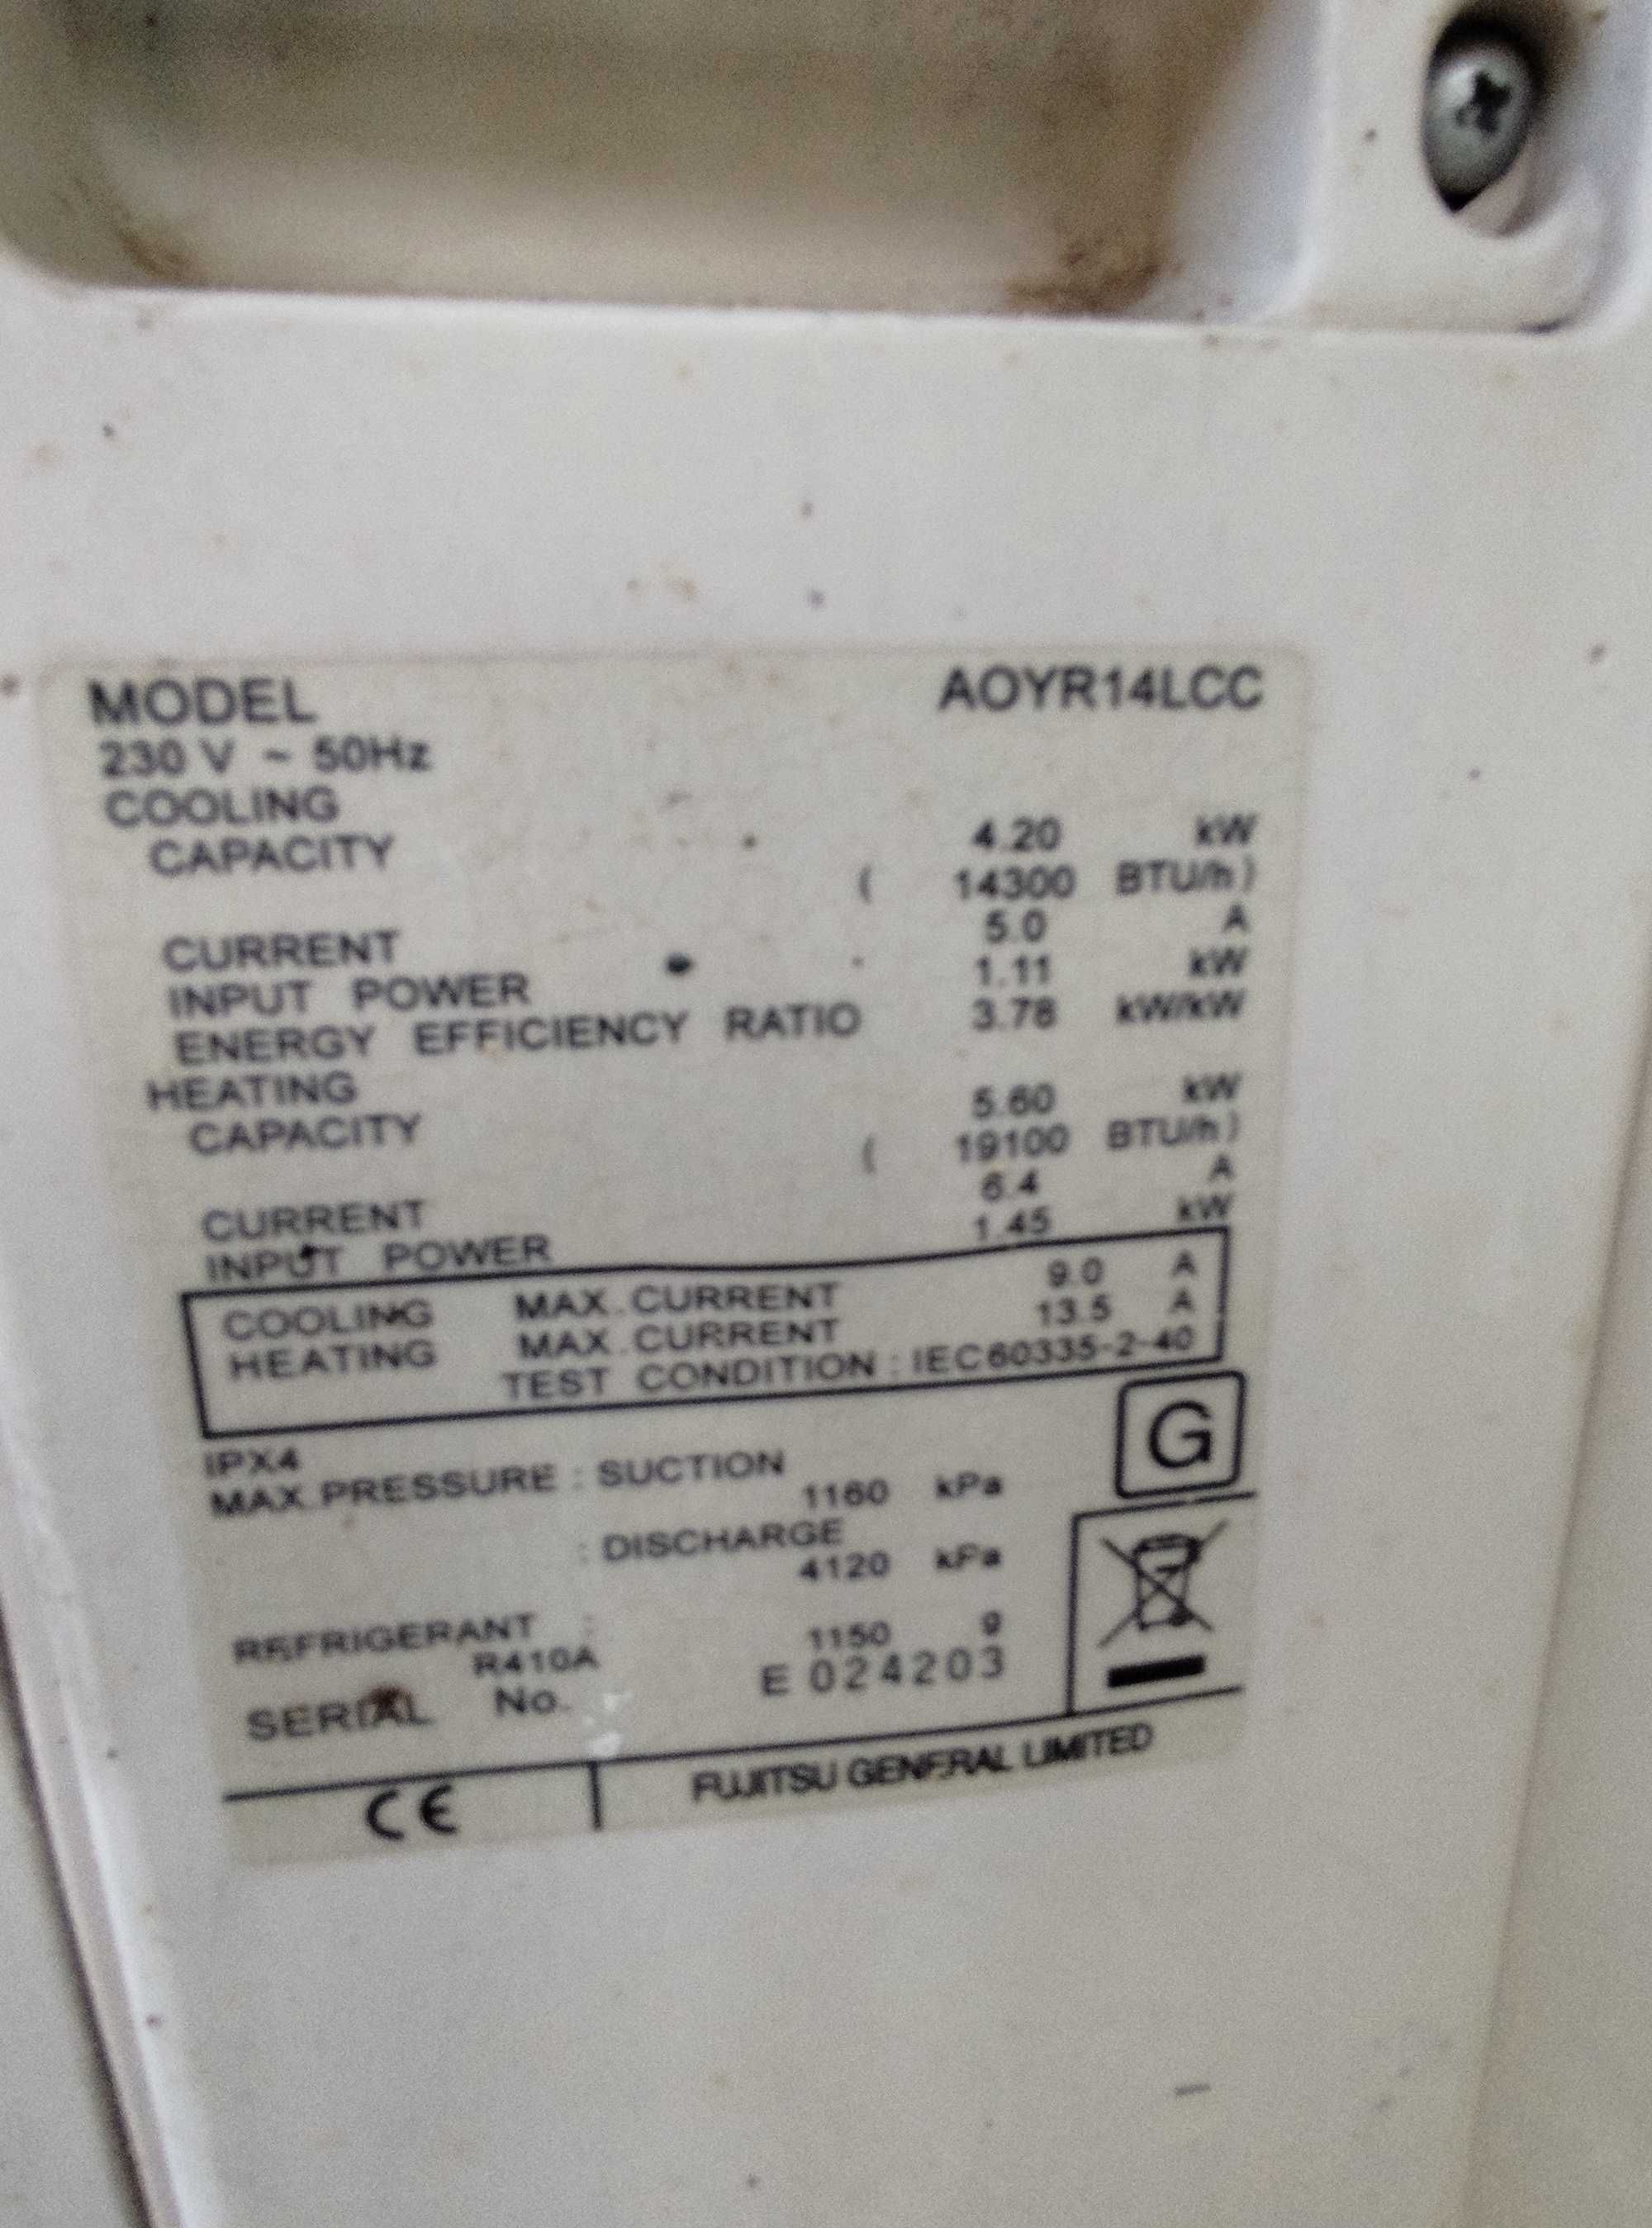 MODEL AOYR14LCC
230 V ~ 50Hz
COOLING
CAPACITY 4.20 kW
( 14300 BTU/h )
CURRENT 5.0 A
INPUT POWER 1.11 kW
ENERGY EFFICIENCY RATIO 3.78 kW/kW
HEATING
CAPACITY 5.60 kW
( 19100 BTU/h )
CURRENT 6.4 A
INPUT POWER 1.45 kW
COOLING MAX.CURRENT 9.0 A
HEATING MAX.CURRENT 13.5 A
TEST CONDITION : IEC60335-2-40
G
IPX4
MAX.PRESSURE : SUCTION
1160 kPa
: DISCHARGE
4120 kPa
REFRIGERANT :
R410A 1150 g
SERIAL No. E 024203
CE FUJITSU GENERAL LIMITED